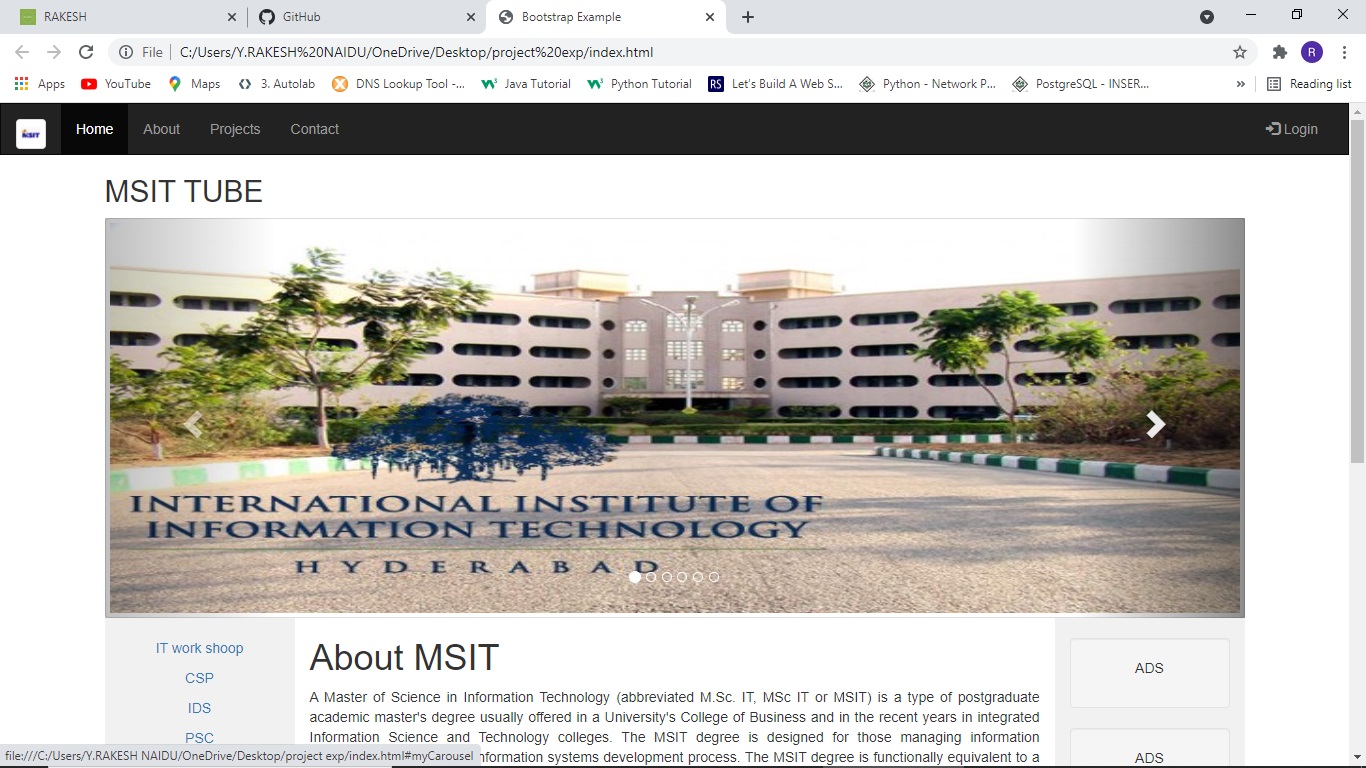 RAKESH
GitHub
Bootstrap Example
File
C:/Users/Y.RAKESH%20NAIDU/OneDrive/Desktop/project%20exp/index.html
R
Apps
YouTube
Maps
3. Autolab
DNS Lookup Tool -...
Java Tutorial
Python Tutorial
RS
Let's Build A Web S...
Python - Network P...
PostgreSQL - INSER...
»
Reading list
MSIT
Home
About
Projects
Contact
Login
MSIT TUBE
INTERNATIONAL INSTITUTE OF
INFORMATION TECHNOLOGY
HYDERABAD
IT work shoop
CSP
IDS
PSC
About MSIT
A Master of Science in Information Technology (abbreviated M.Sc. IT, MSc IT or MSIT) is a type of postgraduate
academic master's degree usually offered in a University's College of Business and in the recent years in integrated
Information Science and Technology colleges. The MSIT degree is designed for those managing information
information systems development process. The MSIT degree is functionally equivalent to a
ADS
ADS
file:///C:/Users/Y.RAKESH NAIDU/OneDrive/Desktop/project exp/index.html#myCarousel